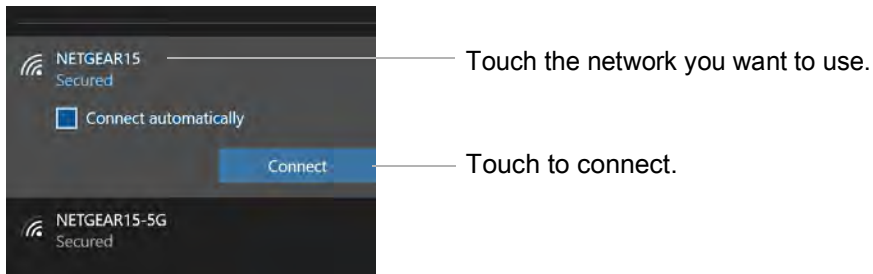 NETGEAR15
Secured
Connect automatically
Connect
NETGEAR15-5G
Secured
Touch the network you want to use.
Touch to connect.